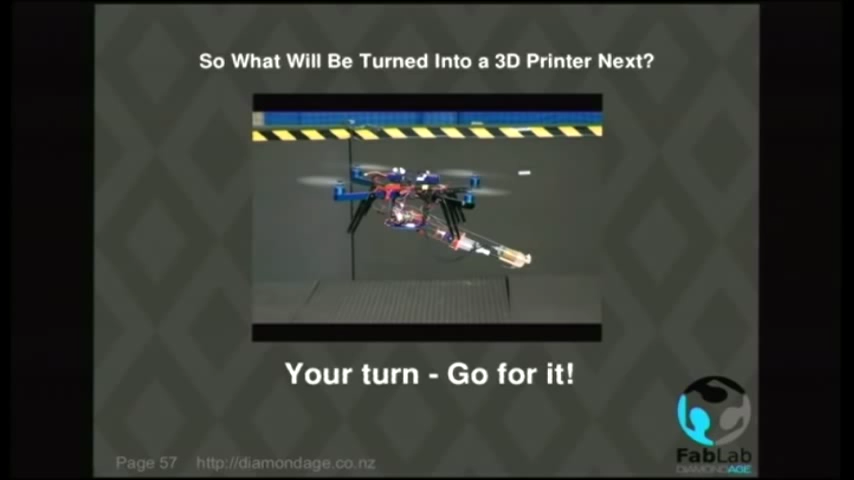 So What Will Be Turned Into a 3D Printer Next?
Your turn - Go for it!
FabLab
DIAMONDAGE
Page 57 http://diamondage.co.nz